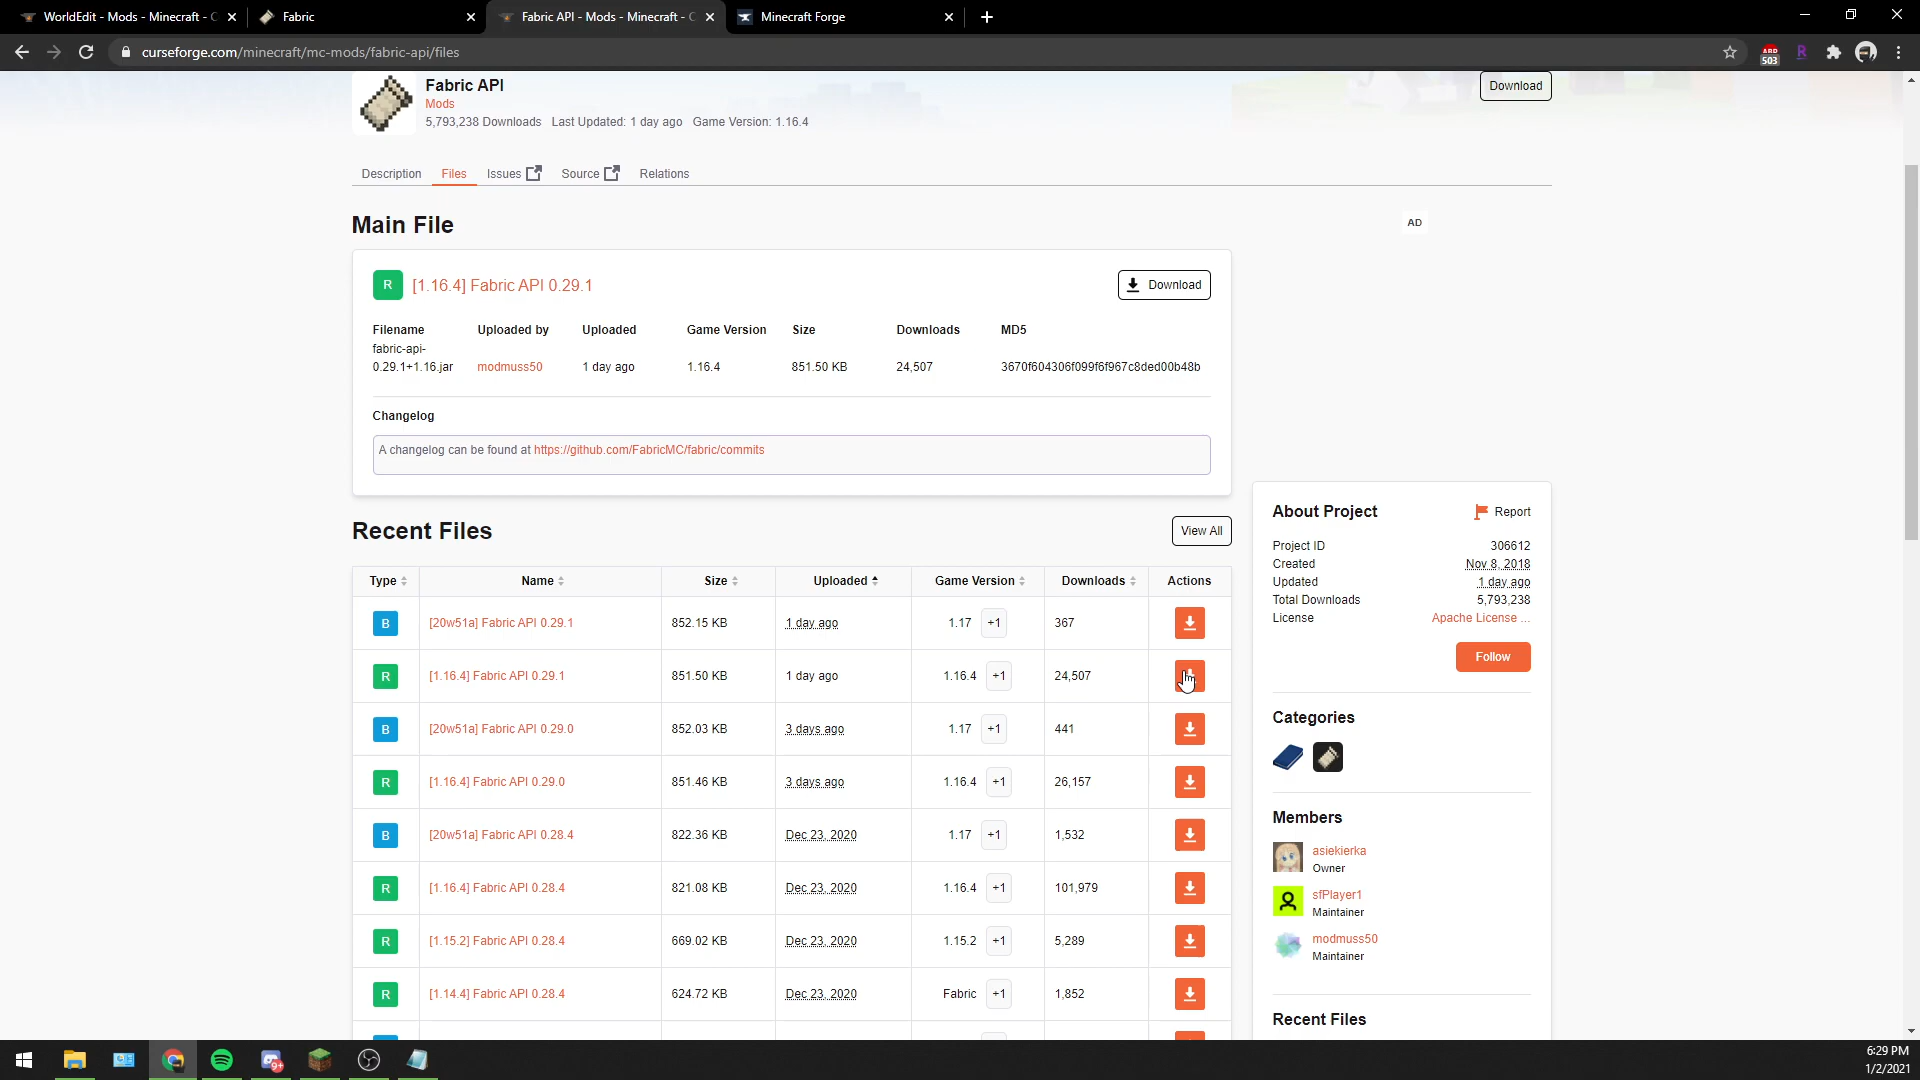 WorldEdit - Mods - Minecraft - C
Fabric
Fabric API - Mods - Minecraft - C
Minecraft Forge
curseforge.com/minecraft/mc-mods/fabric-api/files
ABP
503
R
Fabric API
Mods
5,793,238 Downloads Last Updated: 1 day ago Game Version: 1.16.4
Download
Description Files Issues Source Relations
Main File
AD
R [1.16.4] Fabric API 0.29.1 Download
Filename Uploaded by Uploaded Game Version Size Downloads MD5
fabric-api-
0.29.1+1.16.jar modmuss50 1 day ago 1.16.4 851.50 KB 24,507 3670f604306f099f6f967c8ded00b48b
Changelog
A changelog can be found at https://github.com/FabricMC/fabric/commits
Recent Files View All
Type Name Size Uploaded Game Version Downloads Actions
B [20w51a] Fabric API 0.29.1 852.15 KB 1 day ago 1.17 +1 367
R [1.16.4] Fabric API 0.29.1 851.50 KB 1 day ago 1.16.4 +1 24,507
B [20w51a] Fabric API 0.29.0 852.03 KB 3 days ago 1.17 +1 441
R [1.16.4] Fabric API 0.29.0 851.46 KB 3 days ago 1.16.4 +1 26,157
B [20w51a] Fabric API 0.28.4 822.36 KB Dec 23, 2020 1.17 +1 1,532
R [1.16.4] Fabric API 0.28.4 821.08 KB Dec 23, 2020 1.16.4 +1 101,979
R [1.15.2] Fabric API 0.28.4 669.02 KB Dec 23, 2020 1.15.2 +1 5,289
R [1.14.4] Fabric API 0.28.4 624.72 KB Dec 23, 2020 Fabric +1 1,852
About Project Report
Project ID 306612
Created Nov 8, 2018
Updated 1 day ago
Total Downloads 5,793,238
License Apache License ...
Follow
Categories
Members
asiekierka
Owner
sfPlayer1
Maintainer
modmuss50
Maintainer
Recent Files
9+
6:29 PM
1/2/2021